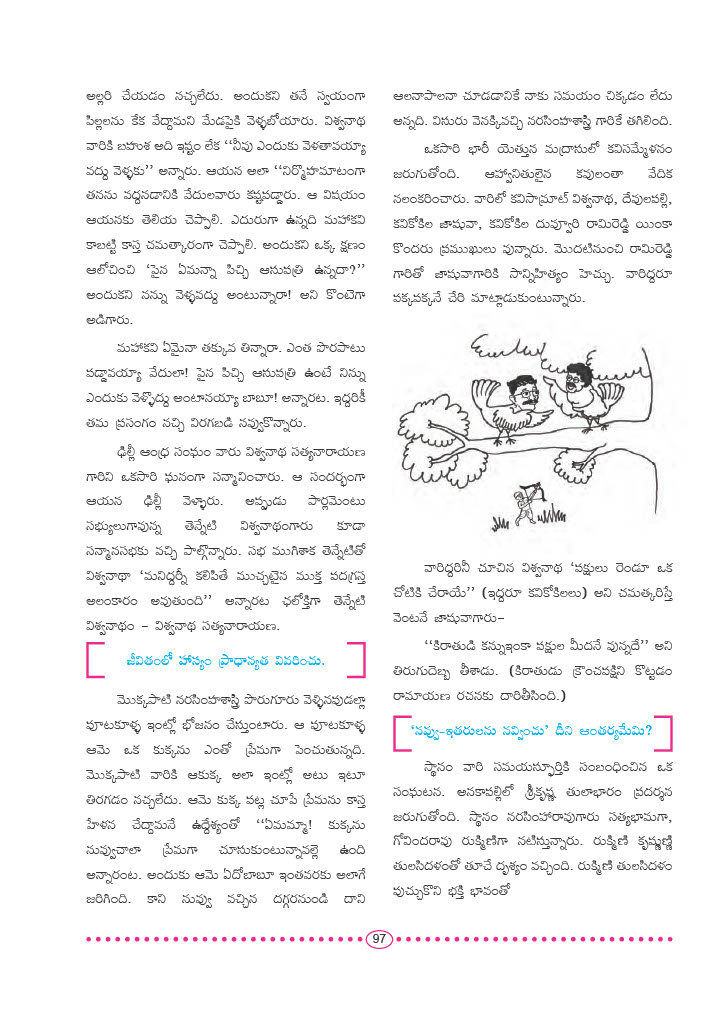 అల్లరి చేయడం నచ్చలేదు. అందుకని తనే స్వయంగా
పిల్లలను కేక వేద్దామని మేడపైకి వెళ్ళబోయారు. విశ్వనాథ
వారికి బహుశ అది ఇష్టం లేక ‘‘నీవు ఎందుకు వెళతావయ్యా
వద్దు వెళ్ళకు’’ అన్నారు. ఆయన అలా ‘‘నిర్మొహమాటంగా
తనను వద్దనడానికి వేదులవారు కష్టపడ్డారు. ఆ విషయం
ఆయనకు తెలియ చెప్పాలి. ఎదురుగా ఉన్నది మహాకవి
కాబట్టి కాస్త చమత్కారంగా చెప్పాలి. అందుకని ఒక్క క్షణం
ఆలోచించి ‘పైన ఏమన్నా పిచ్చి ఆసుపత్రి ఉన్నదా?’’
అందుకని నన్ను వెళ్ళవద్దు అంటున్నారా! అని కొంటెగా
అడిగారు.
మహాకవి ఏమైనా తక్కువ తిన్నారా. ఎంత పొరపాటు
పడ్డావయ్యా వేదులా! పైన పిచ్చి ఆసుపత్రి ఉంటే నిన్ను
ఎందుకు వెళ్ళొద్దు అంటానయ్యా బాబూ! అన్నారట. ఇద్దరికీ
తమ ప్రసంగం నచ్చి విరగబడి నవ్వుకొన్నారు.
ఢిల్లీ ఆంధ్ర సంఘం వారు విశ్వనాథ సత్యనారాయణ
గారిని ఒకసారి ఘనంగా సన్మానించారు. ఆ సందర్భంగా
ఆయన ఢిల్లీ వెళ్ళారు. అప్పుడు పార్లమెంటు
సభ్యులుగావున్న తెన్నేటి విశ్వనాథంగారు కూడా
సన్మానసభకు వచ్చి పాల్గొన్నారు. సభ ముగిశాక తెన్నేటితో
విశ్వనాథా ‘మనిద్దర్నీ కలిపితే ముచ్చటైన ముక్త పదగ్రస్త
అలంకారం అవుతుంది’’ అన్నారట ఛలోక్తిగా తెన్నేటి
విశ్వనాథం – విశ్వనాథ సత్యనారాయణ.
జీవితంలో హాస్యం ప్రాధాన్యత వివరించు.
మొక్కపాటి నరసింహశాస్త్రి పొరుగూరు వెళ్ళినపుడల్లా
పూటకూళ్ళ ఇంట్లో భోజనం చేస్తుంటారు. ఆ పూటకూళ్ళ
ఆమె ఒక కుక్కను ఎంతో ప్రేమగా పెంచుతున్నది.
మొక్కపాటి వారికి ఆకుక్క అలా ఇంట్లో అటు ఇటూ
తిరగడం నచ్చలేదు. ఆమె కుక్క పట్ల చూపే ప్రేమను కాస్త
హేళన చేద్దామనే ఉద్దేశ్యంతో ‘‘ఏమమ్మా! కుక్కను
నువ్వుచాలా ప్రేమగా చూసుకుంటున్నావల్లె ఉంది
అన్నారంట. అందుకు ఆమె ఏదోబాబూ ఇంతవరకు అలాగే
జరిగింది. కాని నువ్వు వచ్చిన దగ్గరనుండి దాని
ఆలనాపాలనా చూడడానికే నాకు సమయం చిక్కడం లేదు
అన్నది. విసురు వెనక్కివచ్చి నరసింహశాస్త్రి గారికే తగిలింది.
ఒకసారి భారీ యెత్తున మద్రాసులో కవిసమ్మేళనం
జరుగుతోంది. ఆహ్వానితులైన కవులంతా వేదిక
నలంకరించారు. వారిలో కవిసామ్రాట్ విశ్వనాథ, దేవులపల్లి,
కవికోకిల జాషువా, కవికోకిల దువ్వూరి రామిరెడ్డి యింకా
కొందరు ప్రముఖులు వున్నారు. మొదటినుంచి రామిరెడ్డి
గారితో జాషువాగారికి సాన్నిహిత్యం హెచ్చు. వారిద్దరూ
పక్కపక్కనే చేరి మాట్లాడుకుంటున్నారు.
వారిద్దరినీ చూచిన విశ్వనాథ ‘పక్షులు రెండూ ఒక
చోటికి చేరాయే’’ (ఇద్దరూ కవికోకిలలు) అని చమత్కరిస్తే
వెంటనే జాషువాగారు–
‘‘కిరాతుడి కన్నుఇంకా పక్షుల మీదనే వున్నదే’’ అని
తిరుగుదెబ్బ తీశాడు. (కిరాతుడు క్రౌంచపక్షిని కొట్టడం
రామాయణ రచనకు దారితీసింది.)
‘నవ్వు-ఇతరులను నవ్వించు’ దీని ఆంతర్యమేమి?
స్థానం వారి సమయస్ఫూర్తికి సంబంధించిన ఒక
సంఘటన. అనకాపల్లిలో శ్రీకృష్ణ తులాభారం ప్రదర్శన
జరుగుతోంది. స్థానం నరసింహారావుగారు సత్యభామగా,
గోవిందరావు రుక్మిణిగా నటిస్తున్నారు. రుక్మిణి కృష్ణుణ్ణి
తులసిదళంతో తూచే దృశ్యం వచ్చింది. రుక్మిణి తులసిదళం
పుచ్చుకొని భక్తి భావంతో
97